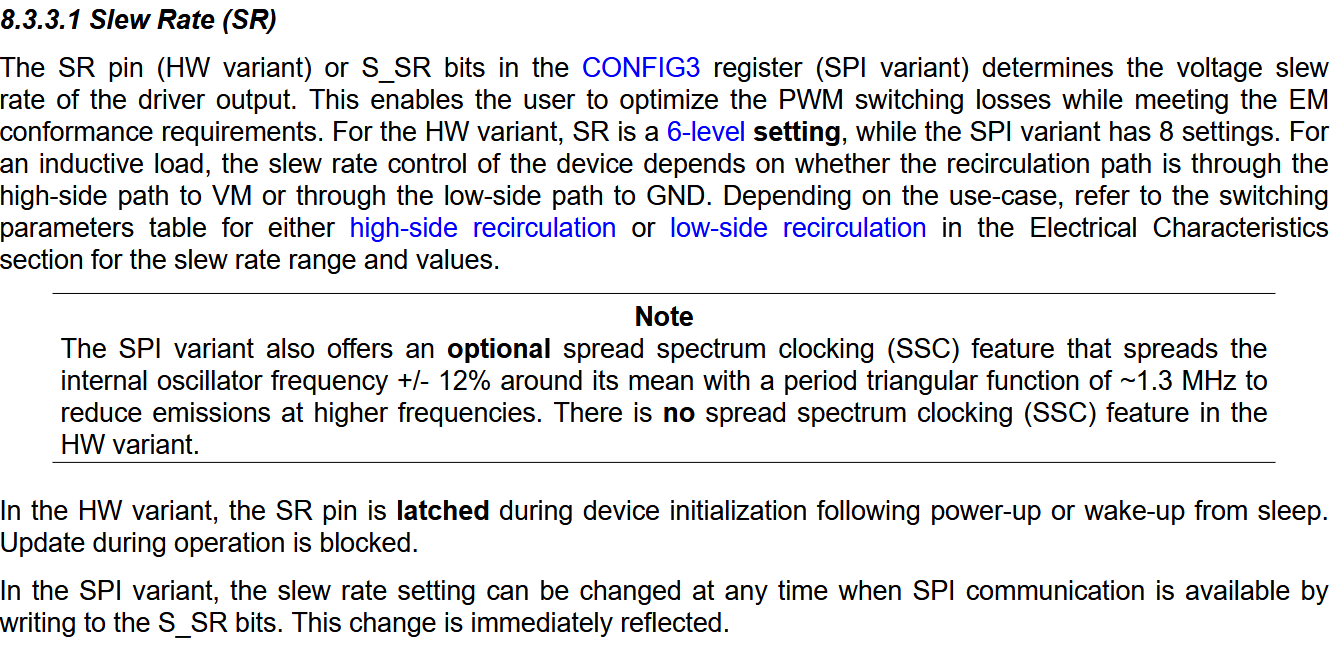 8.3.3.1 Slew Rate (SR)
The SR pin (HW variant) or S_SR bits in the CONFIG3 register (SPI variant) determines the voltage slew
rate of the driver output. This enables the user to optimize the PWM switching losses while meeting the EM
conformance requirements. For the HW variant, SR is a 6-level setting, while the SPI variant has 8 settings. For
an inductive load, the slew rate control of the device depends on whether the recirculation path is through the
high-side path to VM or through the low-side path to GND. Depending on the use-case, refer to the switching
parameters table for either high-side recirculation or low-side recirculation in the Electrical Characteristics
section for the slew rate range and values.
Note
The SPI variant also offers an optional spread spectrum clocking (SSC) feature that spreads the
internal oscillator frequency +/- 12% around its mean with a period triangular function of ~1.3 MHz to
reduce emissions at higher frequencies. There is no spread spectrum clocking (SSC) feature in the
HW variant.
In the HW variant, the SR pin is latched during device initialization following power-up or wake-up from sleep.
Update during operation is blocked.
In the SPI variant, the slew rate setting can be changed at any time when SPI communication is available by
writing to the S_SR bits. This change is immediately reflected.